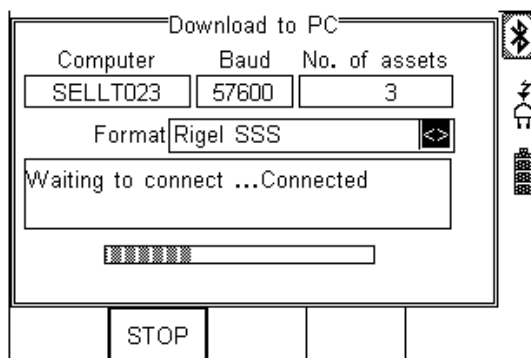 Download to PC
Computer Baud No. of assets
SELLT023 57600 3
Format Rigel SSS <>
Waiting to connect ...Connected
STOP